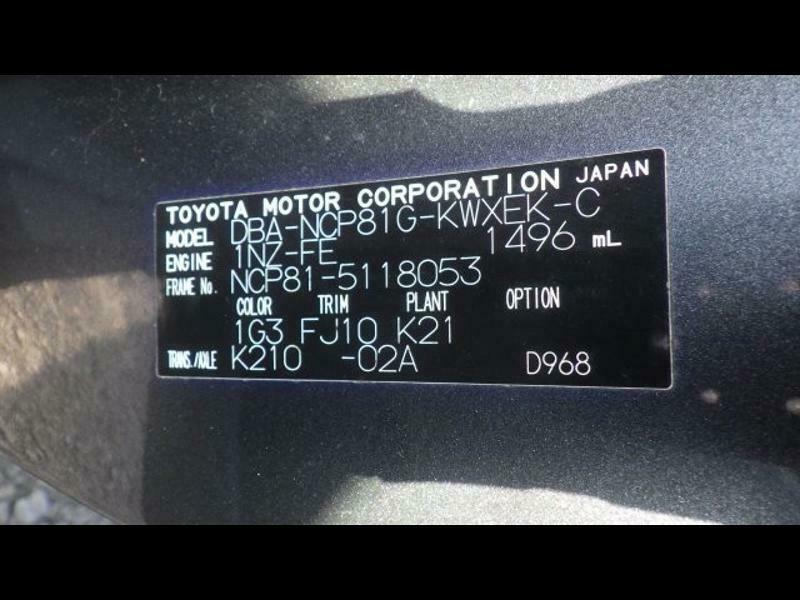 TOYOTA MOTOR CORPORATION JAPAN
MODEL DBA-NCP81G-KWXEK-C
ENGINE 1NZ-FE 1496 mL
FRAME No. NCP81-5118053
COLOR TRIM PLANT OPTION
1G3 FJ10 K21
TRANS./AXLE K210 -02A D968